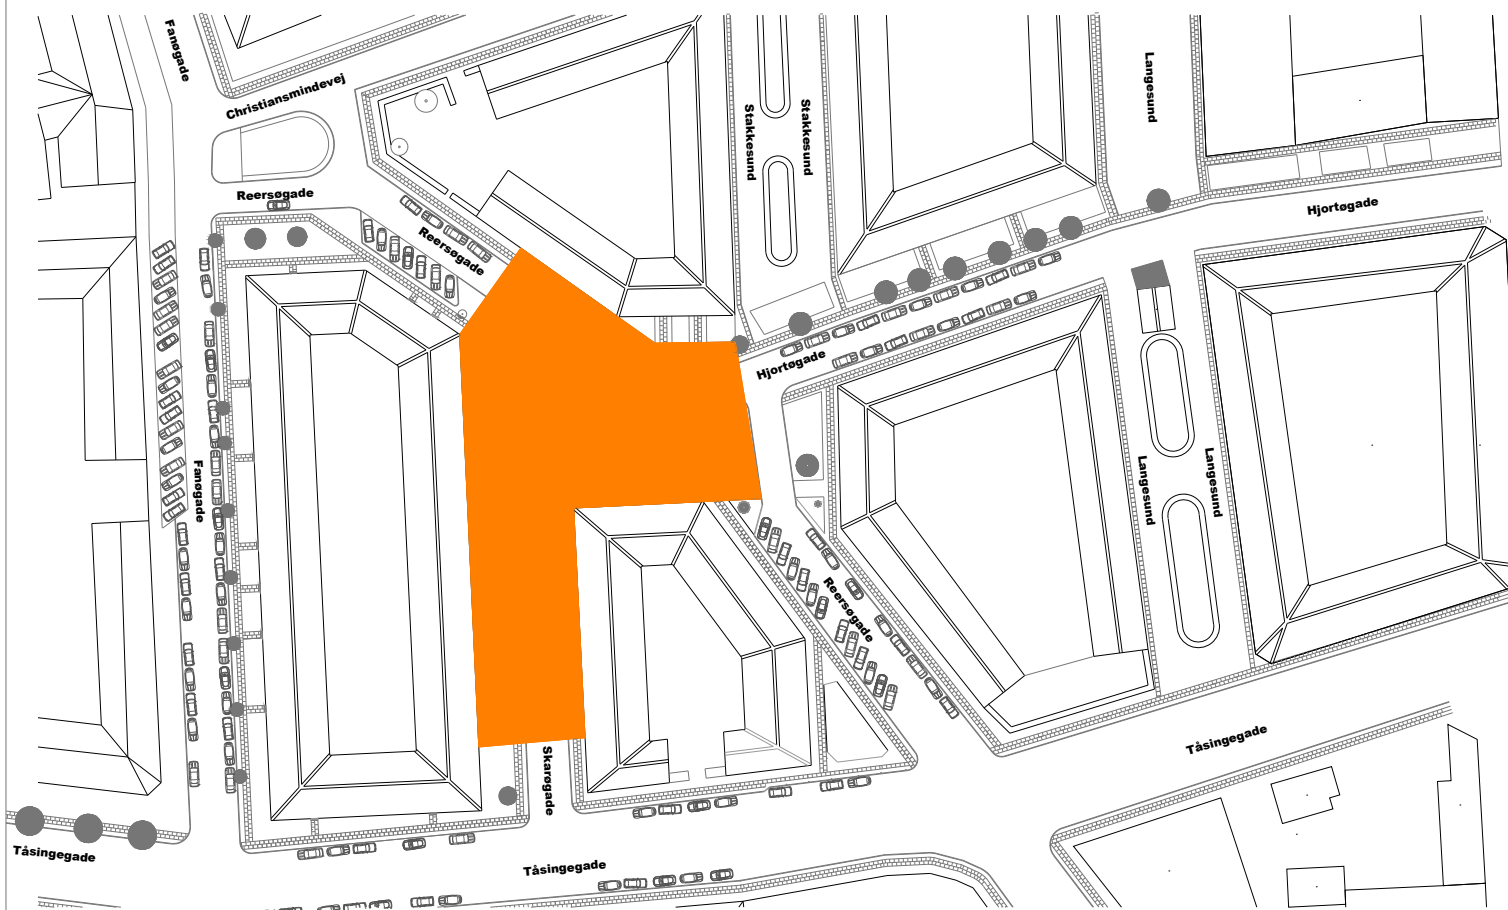 Fanøgade
Christiansmindevej
Langesund
Stakkesund
Stakkesund
Reersøgade
Hjortøgade
Reersøgade
Hjortøgade
Fanøgade
Langesund
Langesund
Reersøgade
Tåsingegade
Skarøgade
Tåsingegade
Tåsingegade